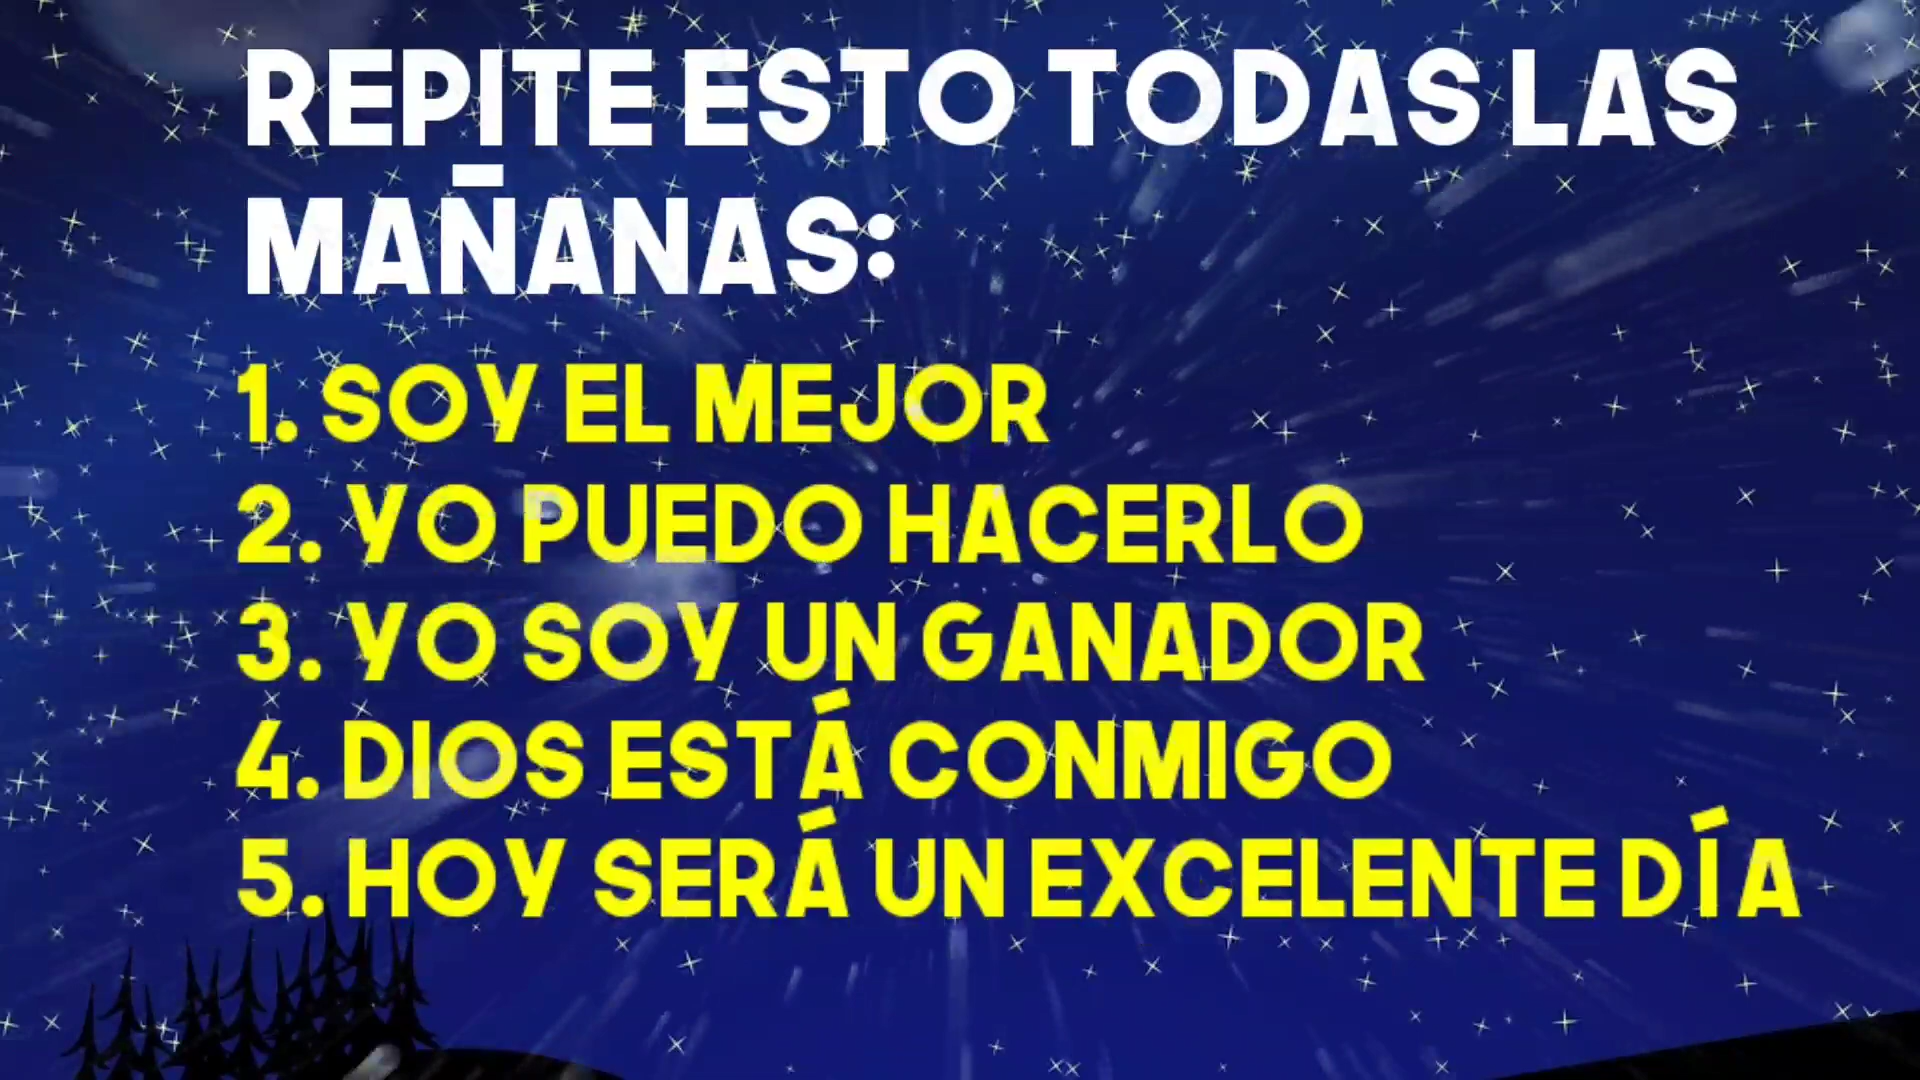 REPITE ESTO TODAS LAS
MAÑANAS:
1. SOY EL MEJOR
2. YO PUEDO HACERLO
3. YO SOY UN GANADOR
4. DIOS ESTÁ CONMIGO
5. HOY SERÁ UN EXCELENTE DÍA